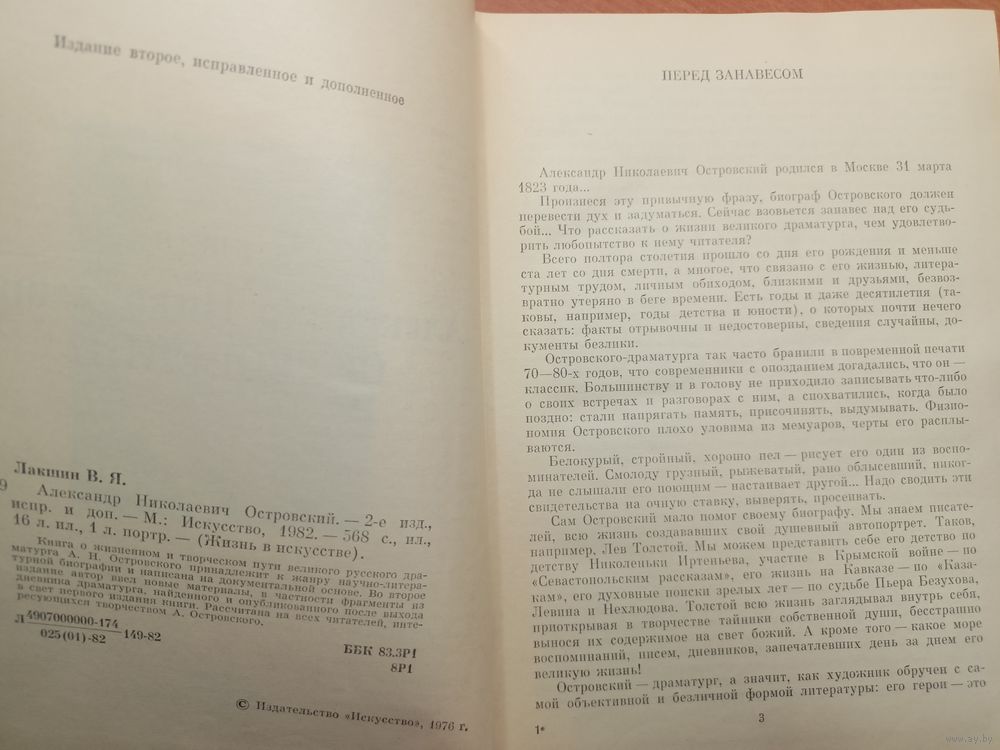 Издание второе, исправленное и дополненное
Лакшин В. Я.
9
Александр Николаевич Островский. — 2-е изд.,
испр. и доп. — М.: Искусство, 1982. — 568 с., ил.,
16 л. ил., 1 л. портр. — (Жизнь в искусстве).
Книга о жизненном и творческом пути великого русского дра-
матурга А. Н. Островского принадлежит к жанру научно-литера-
турной биографии и написана на документальной основе. Во второе
издание автор ввел новые материалы, в частности фрагменты из
дневника драматурга, найденного и опубликованного после выхода
в свет первого издания книги. Рассчитана на всех читателей, инте-
ресующихся творчеством А. Островского.
Л 4907000000-174
025(01)-82
149-82
ББК 83.3Р1
8Р1
© Издательство «Искусство», 1976 г.
ПЕРЕД ЗАНАВЕСОМ
Александр Николаевич Островский родился в Москве 31 марта
1823 года...
Произнеся эту привычную фразу, биограф Островского должен
перевести дух и задуматься. Сейчас взовьется занавес над его судь-
бой... Что рассказать о жизни великого драматурга, чем удовлетво-
рить любопытство к нему читателя?
Всего полтора столетия прошло со дня его рождения и меньше
ста лет со дня смерти, а многое, что связано с его жизнью, литера-
турным трудом, личным обиходом, близкими и друзьями, безвоз-
вратно утеряно в беге времени. Есть годы и даже десятилетия (та-
ковы, например, годы детства и юности), о которых почти нечего
сказать: факты отрывочны и недостоверны, сведения случайны, до-
кументы безлики.
Островского-драматурга так часто бранили в повременной печати
70—80-х годов, что современники с опозданием догадались, что он —
классик. Большинству и в голову не приходило записывать что-либо
о своих встречах и разговорах с ним, а спохватились, когда было
поздно: стали напрягать память, присочинять, выдумывать. Физио-
номия Островского плохо уловима из мемуаров, черты его расплы-
ваются.
Белокурый, стройный, хорошо пел — рисует его один из воспо-
минателей. Смолоду грузный, рыжеватый, рано облысевший, никог-
да не слышали его поющим — настаивает другой... Надо сводить эти
свидетельства на очную ставку, выверять, просеивать.
Сам Островский мало помог своему биографу. Мы знаем писате-
лей, всю жизнь создававших свой душевный автопортрет. Таков,
например, Лев Толстой. Мы можем представить себе его детство по
детству Николеньки Иртеньева, участие в Крымской войне — по
«Севастопольским рассказам», его жизнь на Кавказе — по «Каза-
кам», его духовные поиски зрелых лет — по судьбе Пьера Безухова,
Левина и Нехлюдова. Толстой всю жизнь заглядывал внутрь себя,
приоткрывая в творчестве тайники собственной души, бесстрашно
вынося их содержимое на свет божий. А кроме того — какое море
воспоминаний, писем, дневников, запечатлевших день за днем его
великую жизнь!
Островский — драматург, а значит, как художник обручен с са-
мой объективной и безличной формой литературы: его герои — это
1*
3
www.ay.by